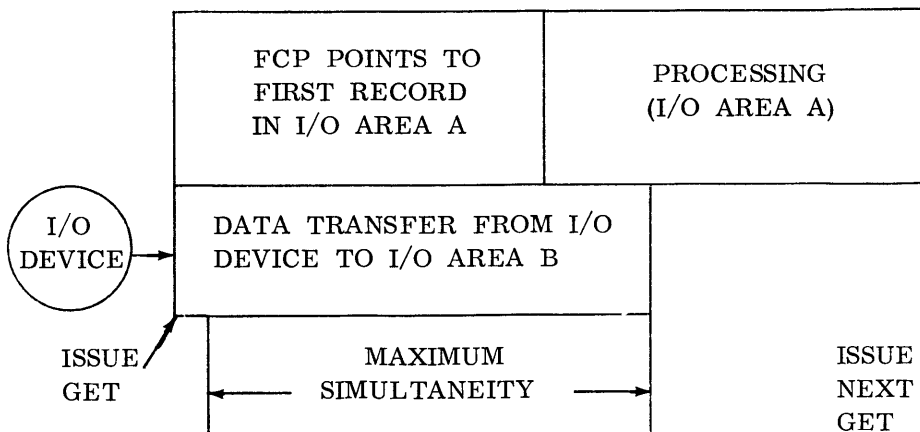 FCP POINTS TO
FIRST RECORD
IN I/O AREA A
PROCESSING
(I/O AREA A)
I/O
DEVICE
DATA TRANSFER FROM I/O
DEVICE TO I/O AREA B
ISSUE
GET
MAXIMUM
SIMULTANEITY
ISSUE
NEXT
GET